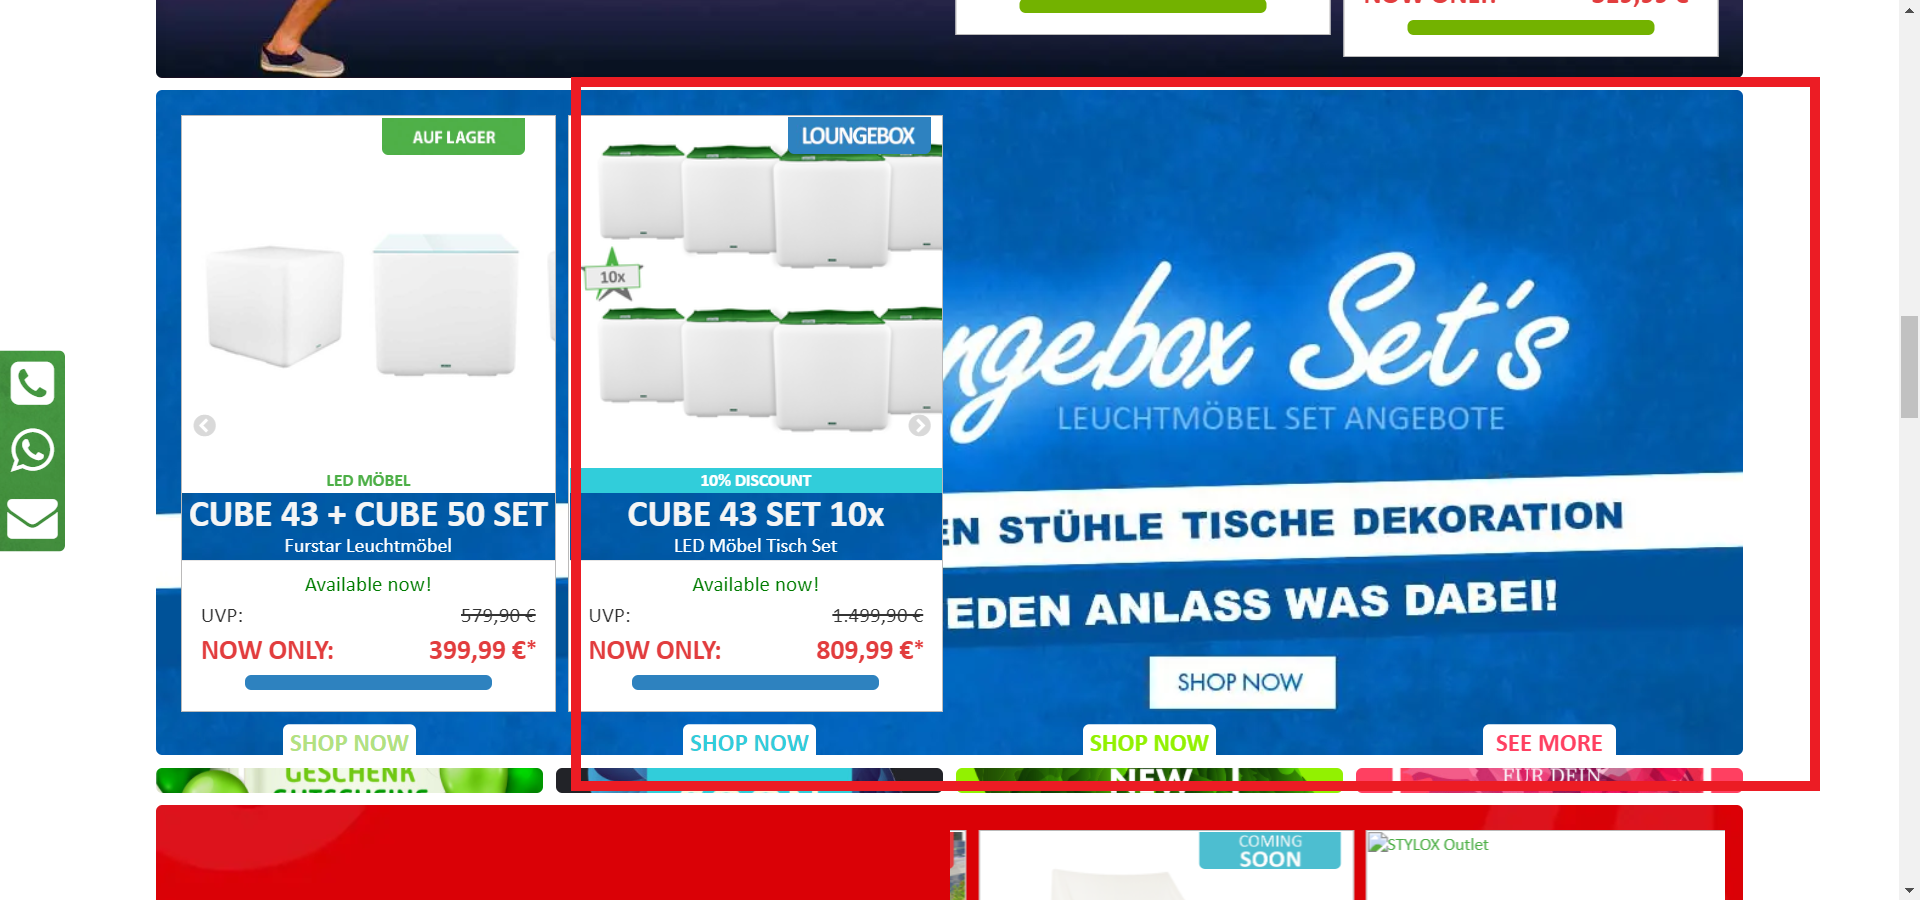 NOW ONLY: 319,99 €*
AUF LAGER
LED MÖBEL
CUBE 43 + CUBE 50 SET
Furstar Leuchtmöbel
Available now!
UVP: 579,90 €
NOW ONLY: 399,99 €*
SHOP NOW
LOUNGEBOX
10x
10% DISCOUNT
CUBE 43 SET 10x
LED Möbel Tisch Set
Available now!
UVP: 1.499,90 €
NOW ONLY: 809,99 €*
SHOP NOW
ngebox Set's
LEUCHTMÖBEL SET ANGEBOTE
EN STÜHLE TISCHE DEKORATION
EDEN ANLASS WAS DABEI!
SHOP NOW
SHOP NOW
SEE MORE
GESCHENK
GUTSCHEINE
NEW
FÜR DEIN
COMING
SOON
STYLOX Outlet